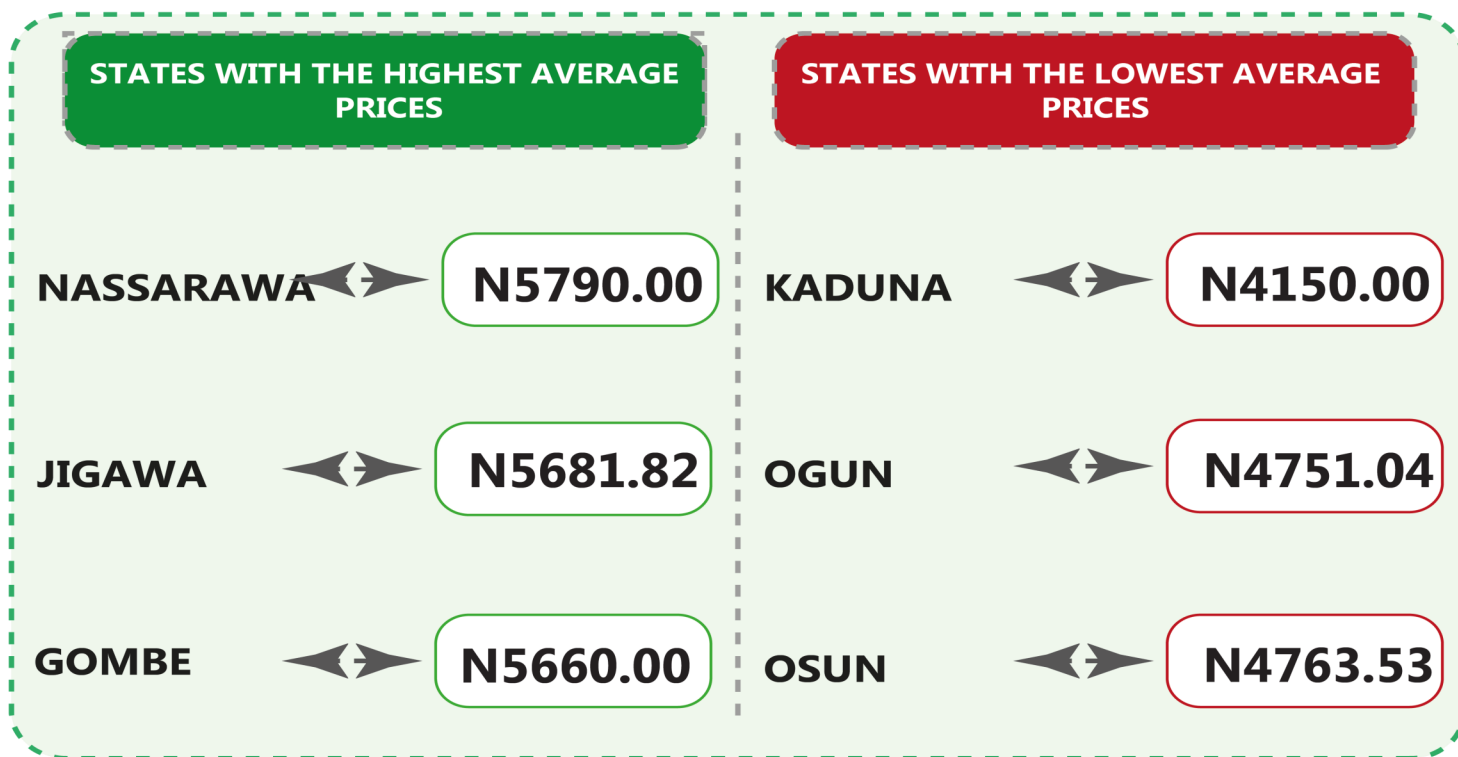 STATES WITH THE HIGHEST AVERAGE
PRICES
NASSARAWA N5790.00
JIGAWA N5681.82
GOMBE N5660.00
STATES WITH THE LOWEST AVERAGE
PRICES
KADUNA N4150.00
OGUN N4751.04
OSUN N4763.53